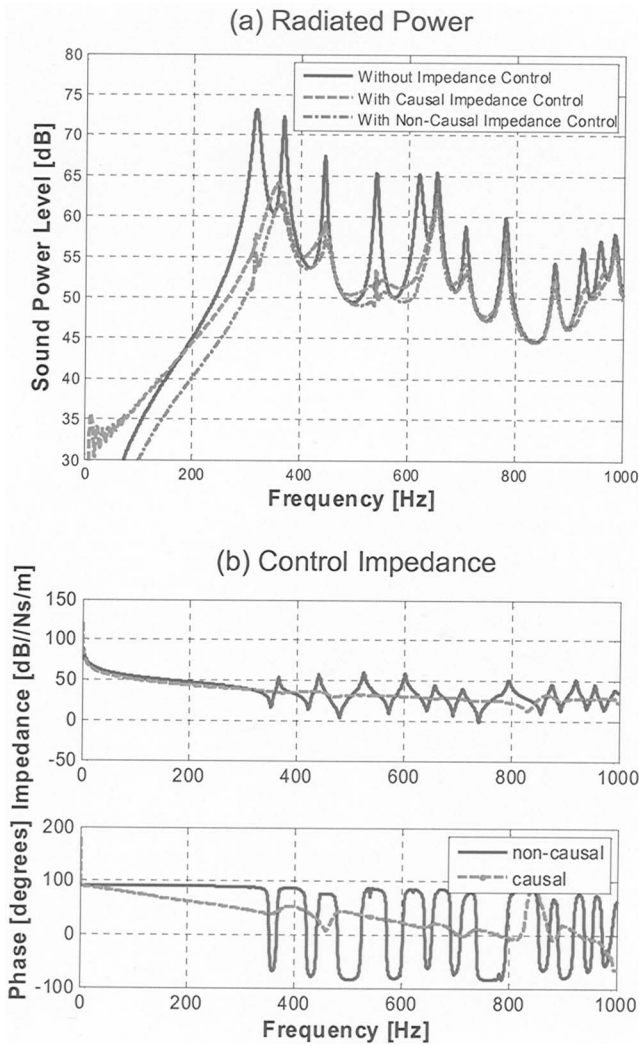 (a) Radiated Power
80
75
70
65
60
55
50
45
40
35
30
Sound Power Level [dB]
Without Impedance Control
With Causal Impedance Control
With Non-Causal Impedance Control
0 200 400 600 800 1000
Frequency [Hz]
(b) Control Impedance
150
100
50
0
-50
Impedance [dB//Ns/m]
0 200 400 600 800 1000
200
100
0
-100
Phase [degrees]
non-causal
causal
0 200 400 600 800 1000
Frequency [Hz]